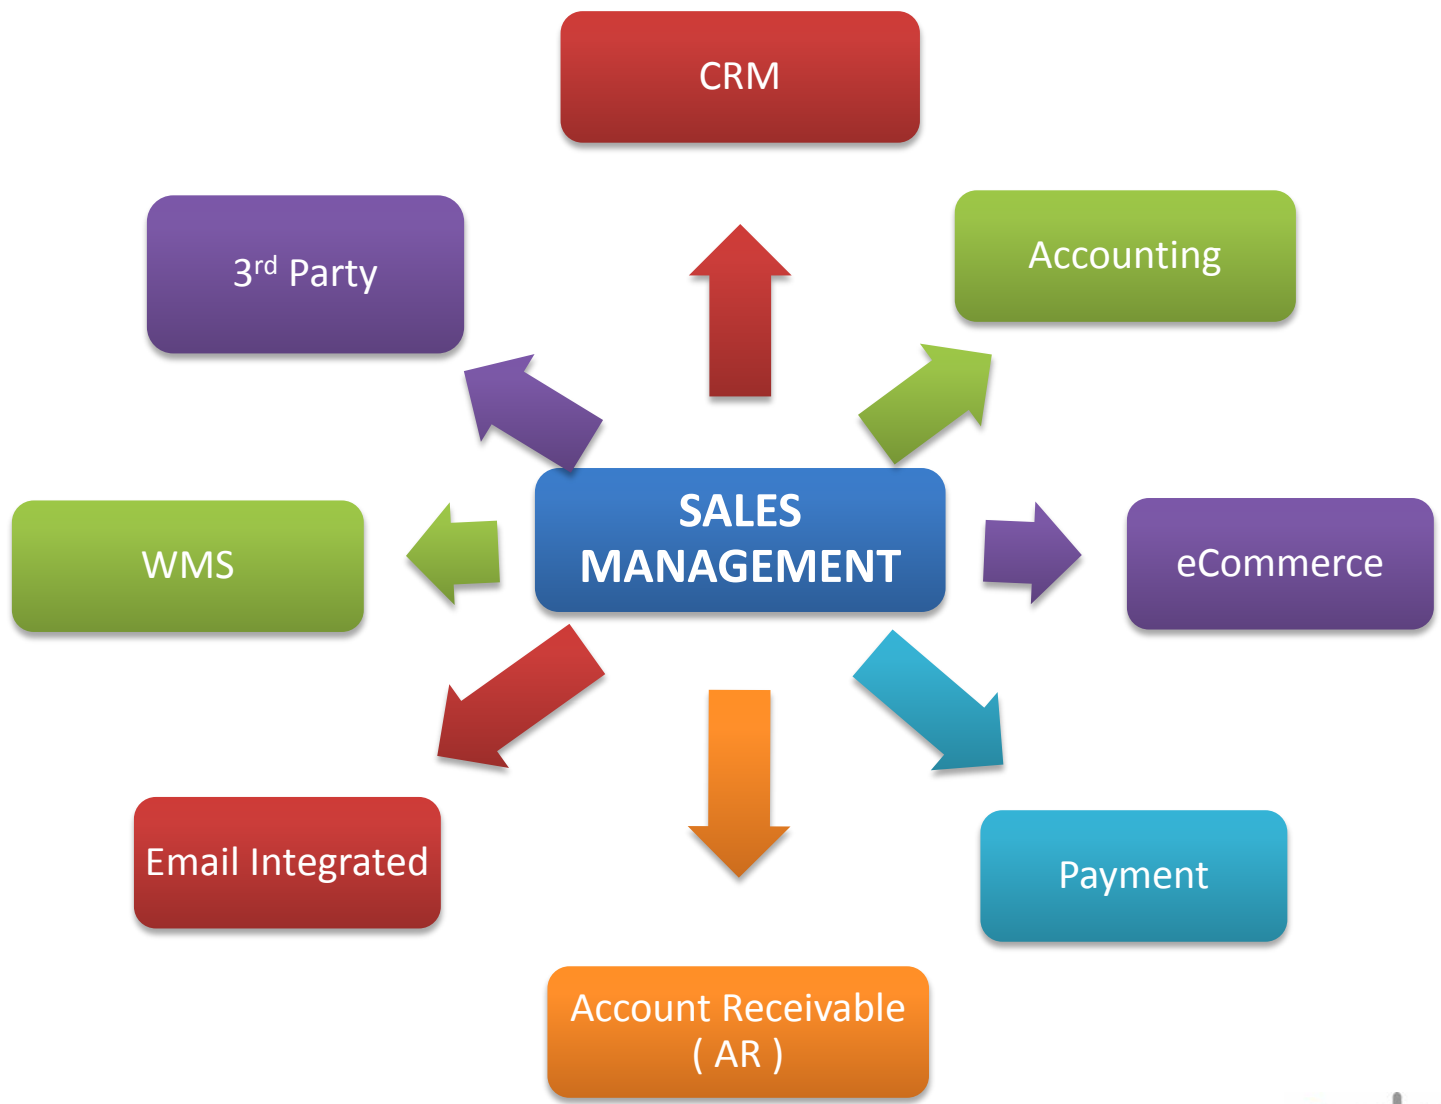 CRM
3rd Party
Accounting
SALES
MANAGEMENT
WMS
eCommerce
Email Integrated
Payment
Account Receivable
( AR )